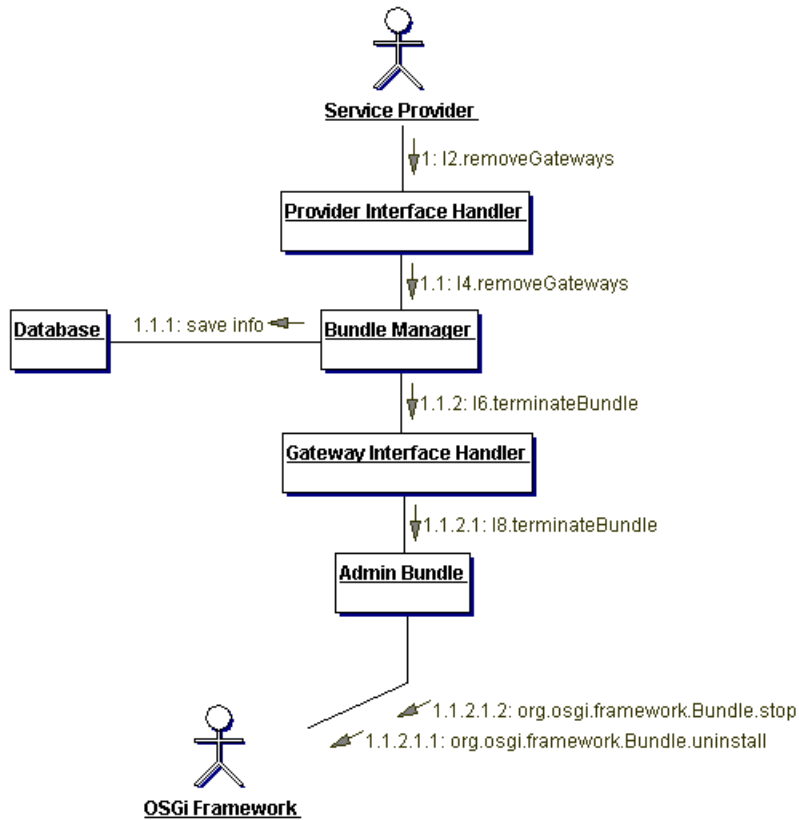 Service Provider
1: I2.removeGateways
Provider Interface Handler
1.1: I4.removeGateways
Database
1.1.1: save info
Bundle Manager
1.1.2: I6.terminateBundle
Gateway Interface Handler
1.1.2.1: I8.terminateBundle
Admin Bundle
1.1.2.1.2: org.osgi.framework.Bundle.stop
1.1.2.1.1: org.osgi.framework.Bundle.uninstall
OSGi Framework